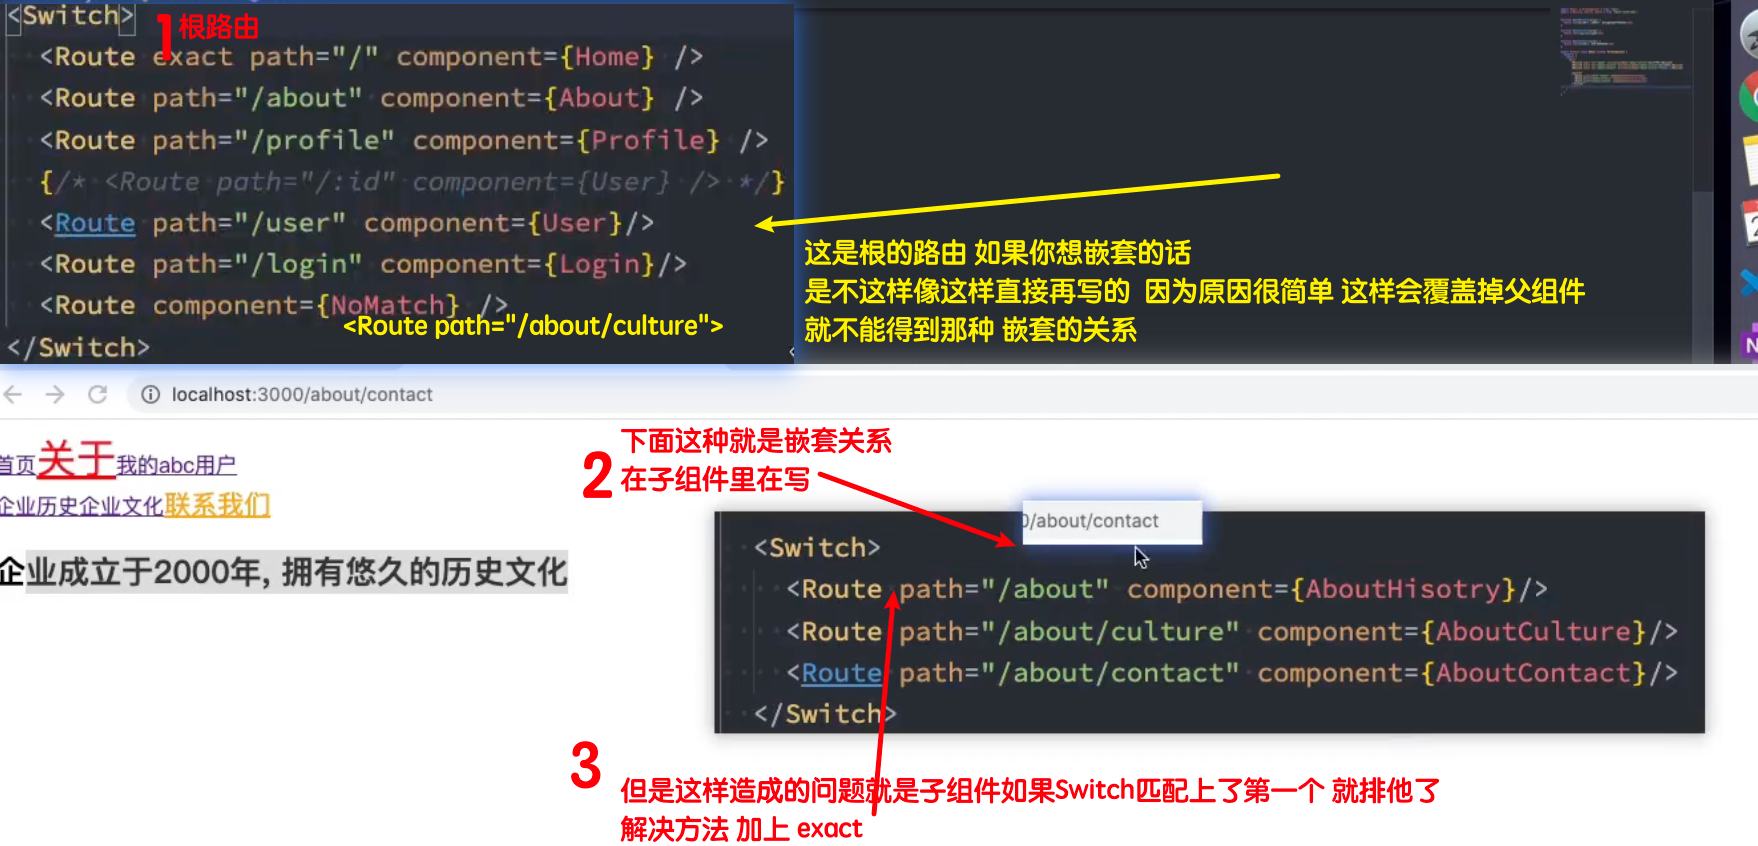 <Switch>
1 根路由
<Route exact path="/" component={Home} />
<Route path="/about" component={About} />
<Route path="/profile" component={Profile} />
{/* <Route path="/:id" component={User} /> */}
<Route path="/user" component={User}/>
<Route path="/login" component={Login}/>
<Route component={NoMatch} />
<Route path="/about/culture">
</Switch>
这是根的路由 如果你想嵌套的话
是不这样像这样直接再写的 因为原因很简单 这样会覆盖掉父组件
就不能得到那种 嵌套的关系
localhost:3000/about/contact
首页关于我的abc用户
企业历史企业文化联系我们
企业成立于2000年, 拥有悠久的历史文化
2
下面这种就是嵌套关系
在子组件里在写
0/about/contact
<Switch>
<Route path="/about" component={AboutHisotry}/>
<Route path="/about/culture" component={AboutCulture}/>
<Route path="/about/contact" component={AboutContact}/>
</Switch>
3
但是这样造成的问题就是子组件如果Switch匹配上了第一个 就排他了
解决方法 加上 exact